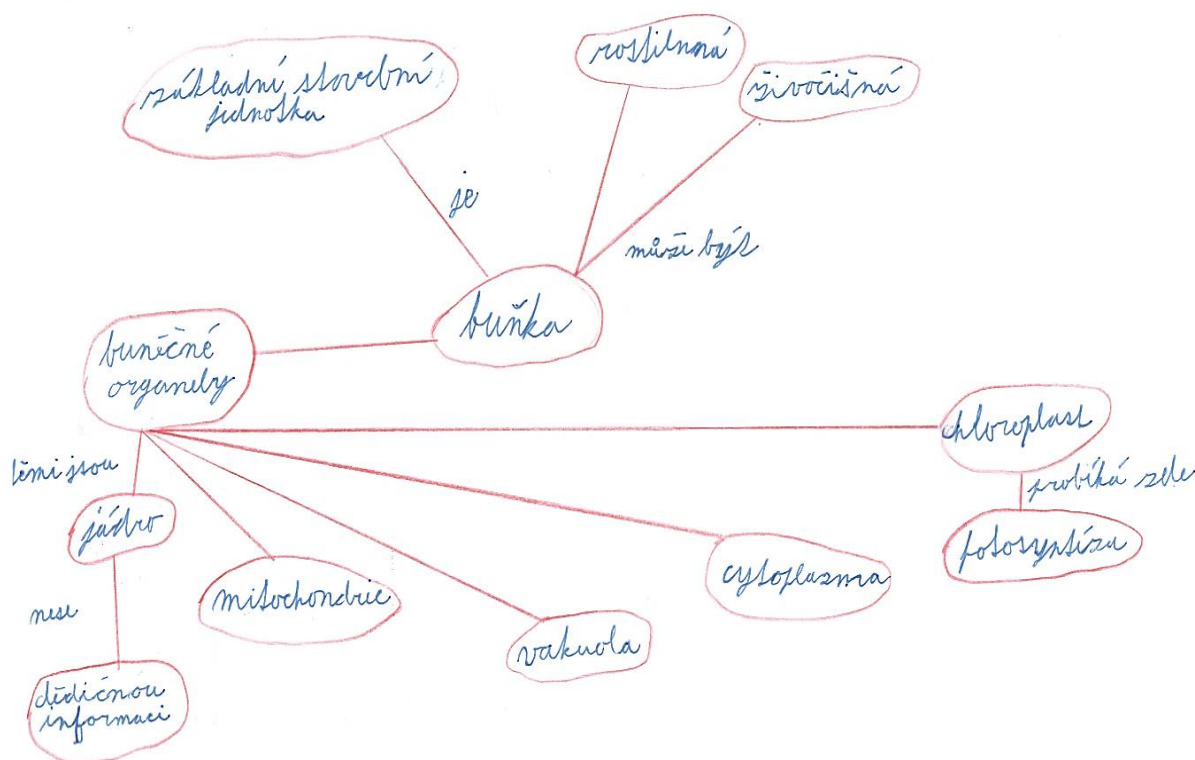 základní stavební
jednotka
rostlinná
živočišná
je
může být
buňka
buněčné
organely
chloroplast
těmi jsou
probíhá zde
jádro
fotosyntéza
cytoplazma
mitochondrie
nese
vakuola
dědičnou
informaci